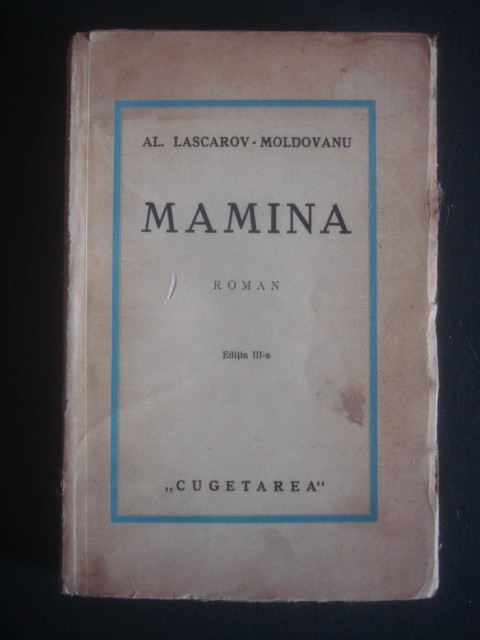 AL. LASCAROV-MOLDOVANU
MAMINA
ROMAN
Ediţia III-a
„CUGETAREA"